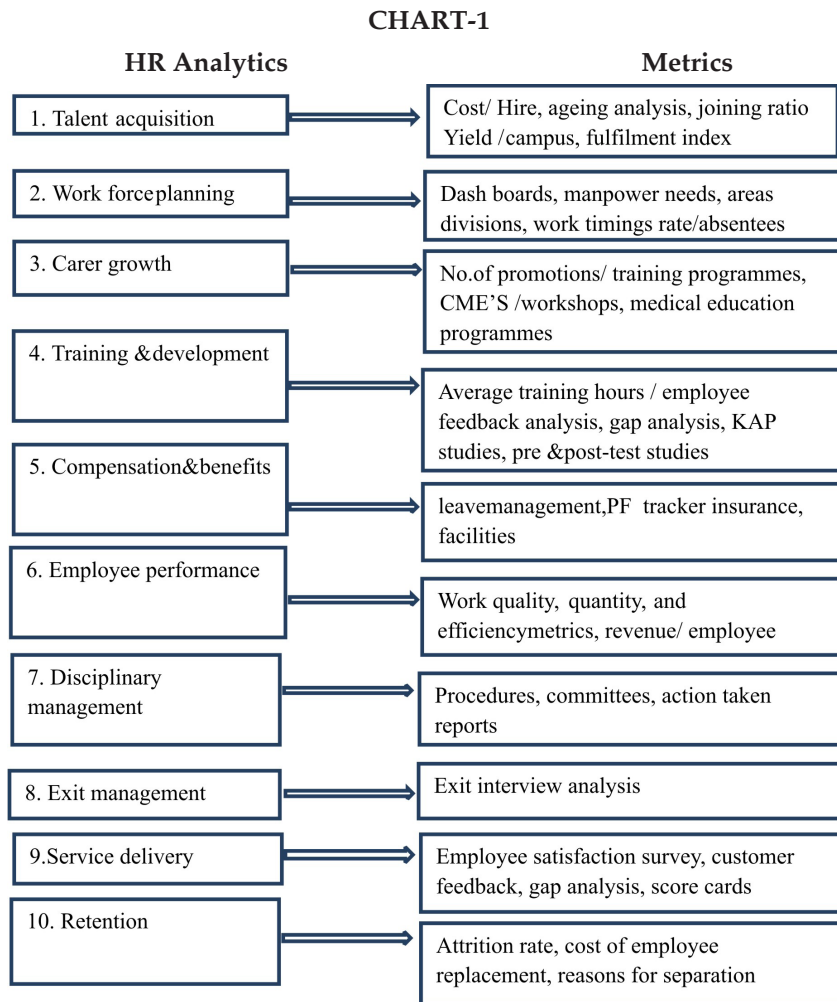 CHART-1
HR Analytics
Metrics
1. Talent acquisition
Cost/ Hire, ageing analysis, joining ratio
Yield /campus, fulfilment index
2. Work forceplanning
Dash boards, manpower needs, areas
divisions, work timings rate/absentees
3. Carer growth
No.of promotions/ training programmes,
CME'S /workshops, medical education
programmes
4. Training &development
Average training hours / employee
feedback analysis, gap analysis, KAP
studies, pre &post-test studies
5. Compensation&benefits
leavemanagement,PF tracker insurance,
facilities
6. Employee performance
Work quality, quantity, and
efficiencymetrics, revenue/ employee
7. Disciplinary
management
Procedures, committees, action taken
reports
8. Exit management
Exit interview analysis
9.Service delivery
Employee satisfaction survey, customer
feedback, gap analysis, score cards
10. Retention
Attrition rate, cost of employee
replacement, reasons for separation